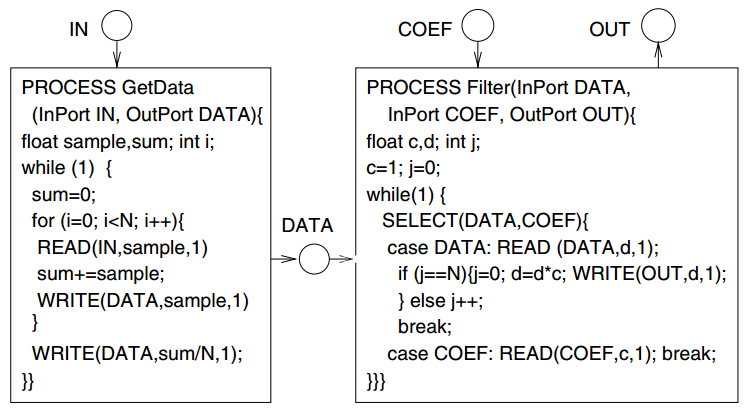 IN
COEF
OUT
PROCESS GetData
(InPort IN, OutPort DATA){
float sample,sum; int i;
while (1) {
sum=0;
for (i=0; i<N; i++){
READ(IN,sample,1)
sum+=sample;
WRITE(DATA,sample,1)
}
WRITE(DATA,sum/N,1);
}}
DATA
PROCESS Filter(InPort DATA,
InPort COEF, OutPort OUT){
float c,d; int j;
c=1; j=0;
while(1) {
SELECT(DATA,COEF){
case DATA: READ (DATA,d,1);
if (j==N){j=0; d=d*c; WRITE(OUT,d,1);
} else j++;
break;
case COEF: READ(COEF,c,1); break;
}}}